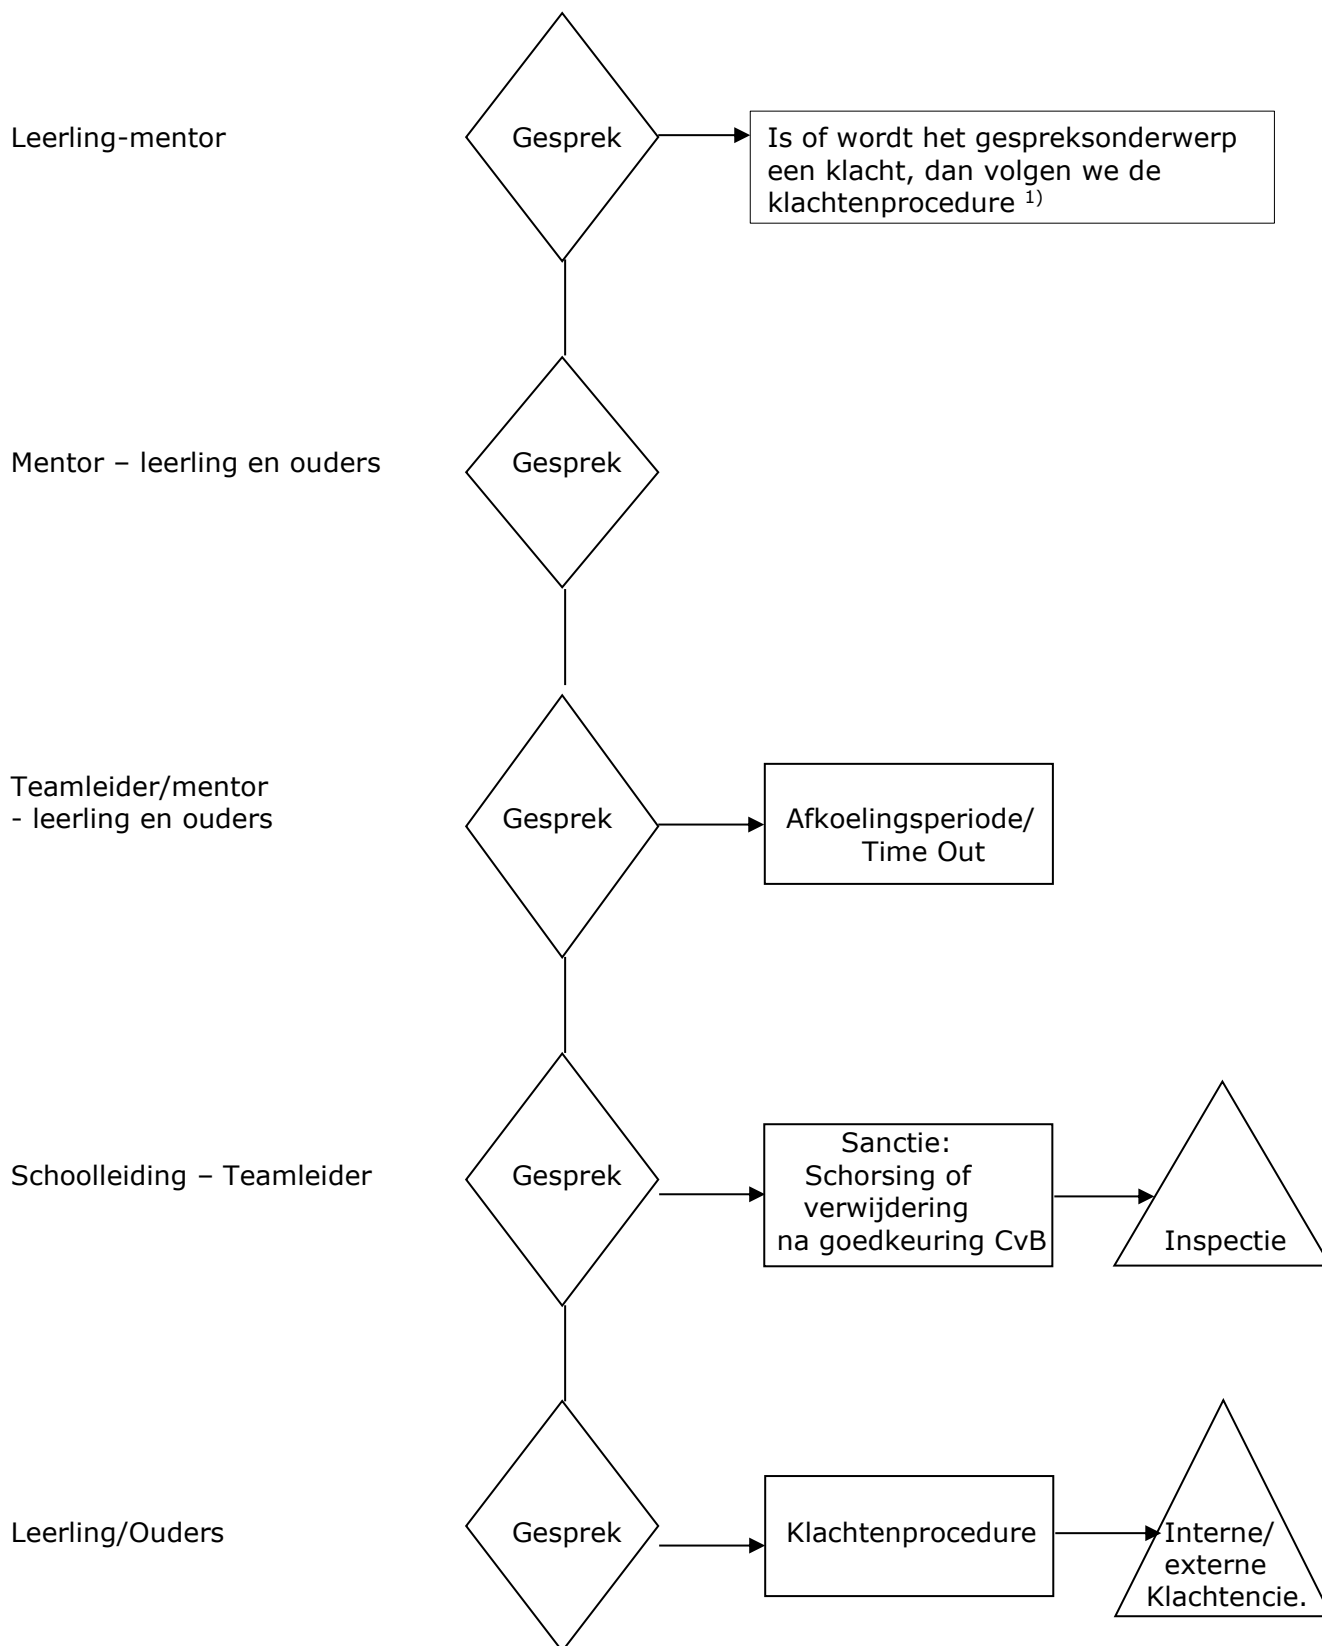 Leerling-mentor
Gesprek
Is of wordt het gespreksonderwerp
een klacht, dan volgen we de
klachtenprocedure 1)
Mentor – leerling en ouders
Gesprek
Teamleider/mentor
- leerling en ouders
Gesprek
Afkoelingsperiode/
Time Out
Schoolleiding – Teamleider
Gesprek
Sanctie:
Schorsing of
verwijdering
na goedkeuring CvB
Inspectie
Leerling/Ouders
Gesprek
Klachtenprocedure
Interne/
externe
Klachtencie.